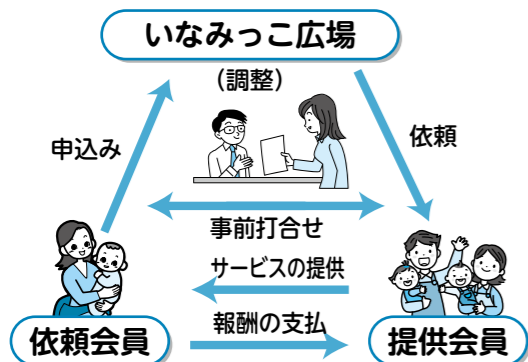 いなみっこ広場
（調整）
申込み
依頼
事前打合せ
サービスの提供
報酬の支払
依頼会員
提供会員